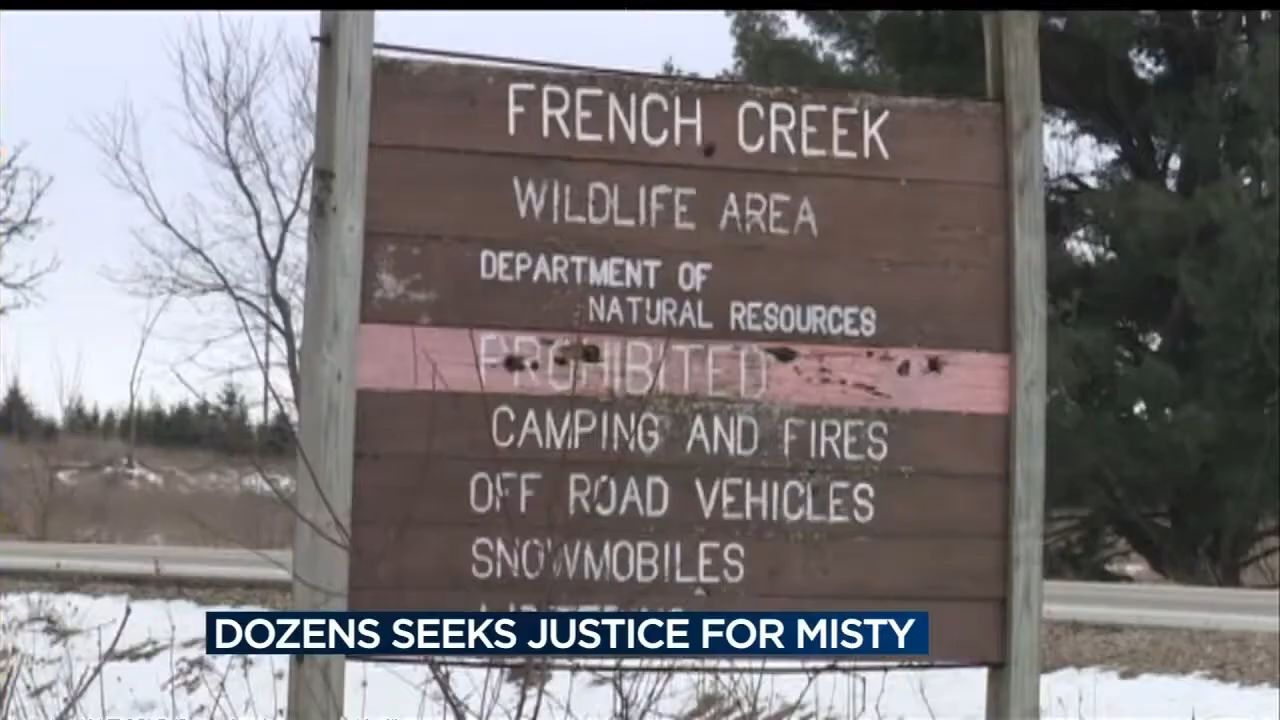 FRENCH CREEK
WILDLIFE AREA
DEPARTMENT OF
NATURAL RESOURCES
PROHIBITED
CAMPING AND FIRES
OFF ROAD VEHICLES
SNOWMOBILES
DOZENS SEEKS JUSTICE FOR MISTY